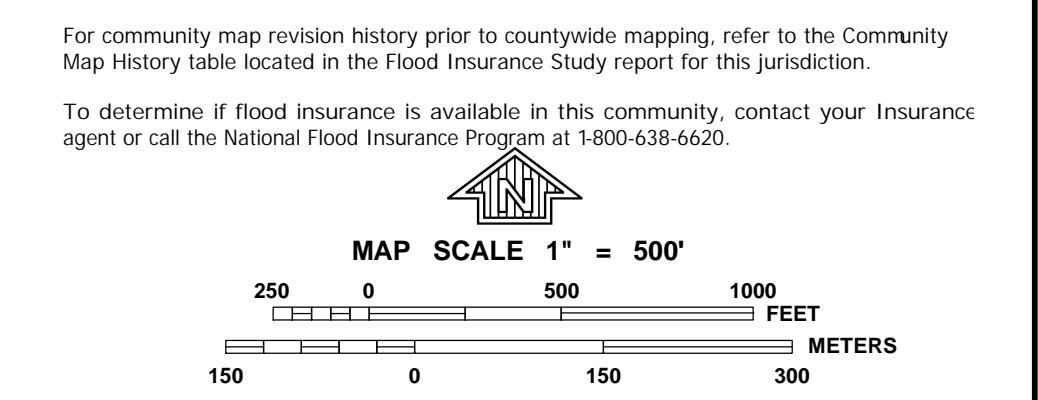 For community map revision history prior to countywide mapping, refer to the Community
Map History table located in the Flood Insurance Study report for this jurisdiction.
To determine if flood insurance is available in this community, contact your Insurance
agent or call the National Flood Insurance Program at 1-800-638-6620.
N
MAP SCALE 1" = 500'
250 0 500 1000
FEET
METERS
150 0 150 300